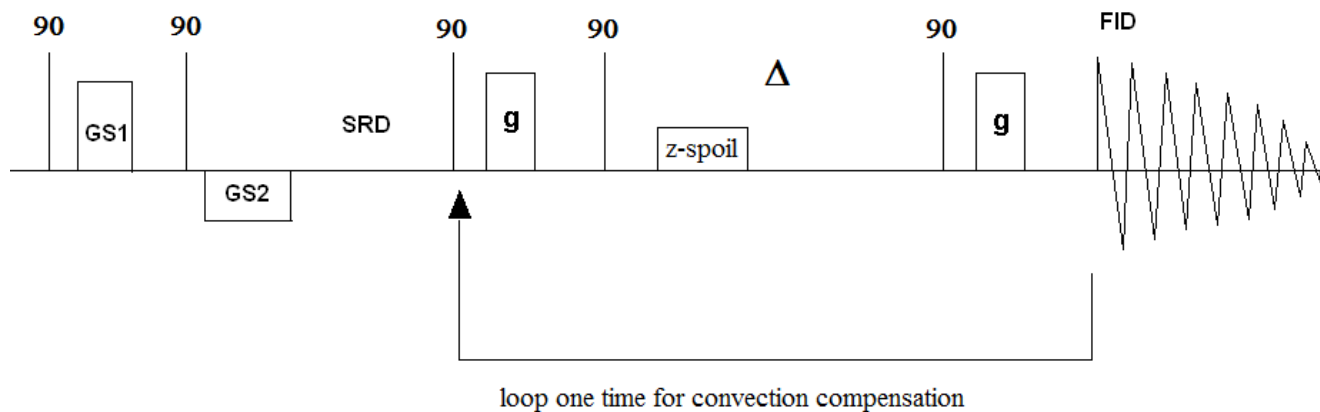 90 90 90 90 90 FID
Δ
GS1 SRD g g
z-spoil
GS2
loop one time for convection compensation